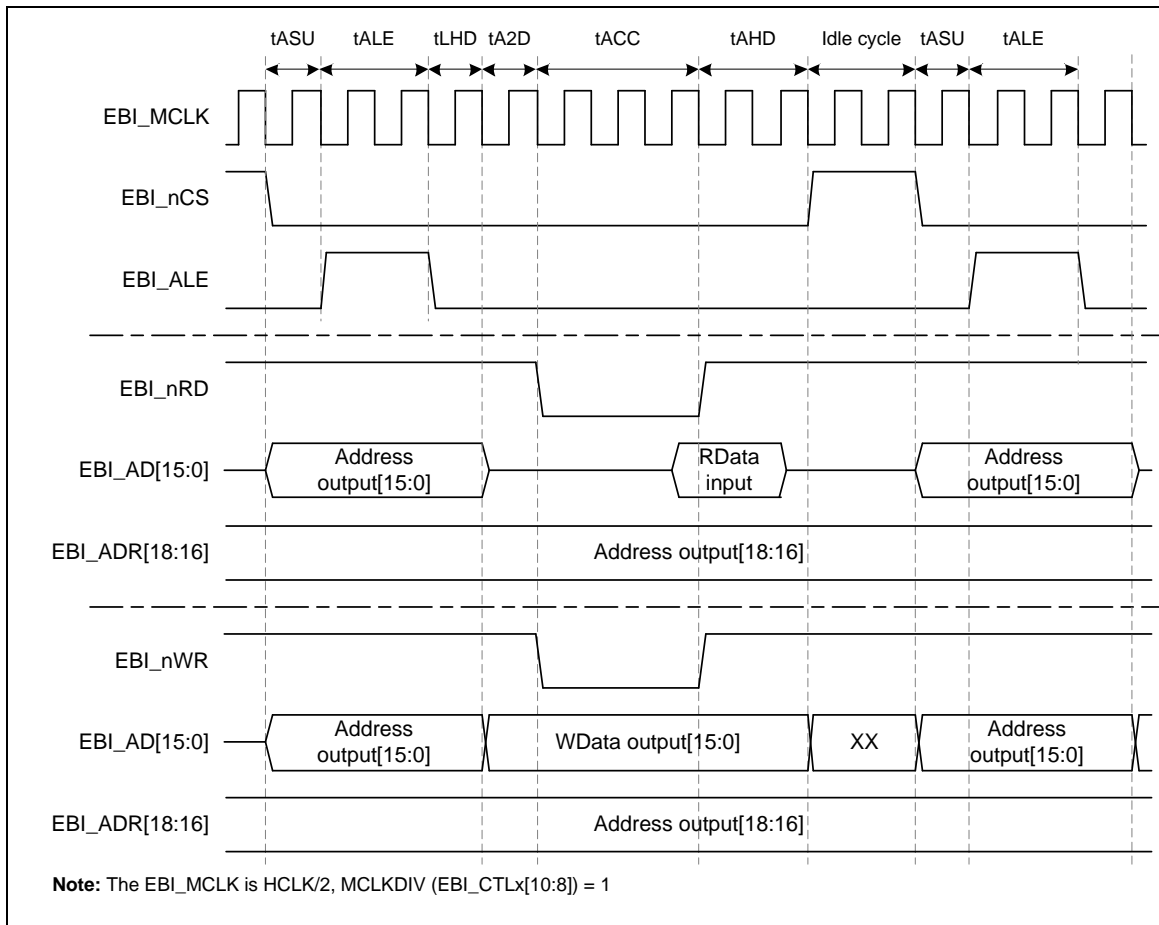 tASU tALE tLHD tA2D tACC tAHD Idle cycle tASU tALE
EBI_MCLK
EBI_nCS
EBI_ALE
EBI_nRD
EBI_AD[15:0] Address RData Address
output[15:0] input output[15:0]
EBI_ADR[18:16] Address output[18:16]
EBI_nWR
EBI_AD[15:0] Address WData output[15:0] XX Address
output[15:0] output[15:0]
EBI_ADR[18:16] Address output[18:16]
Note: The EBI_MCLK is HCLK/2, MCLKDIV (EBI_CTLx[10:8]) = 1